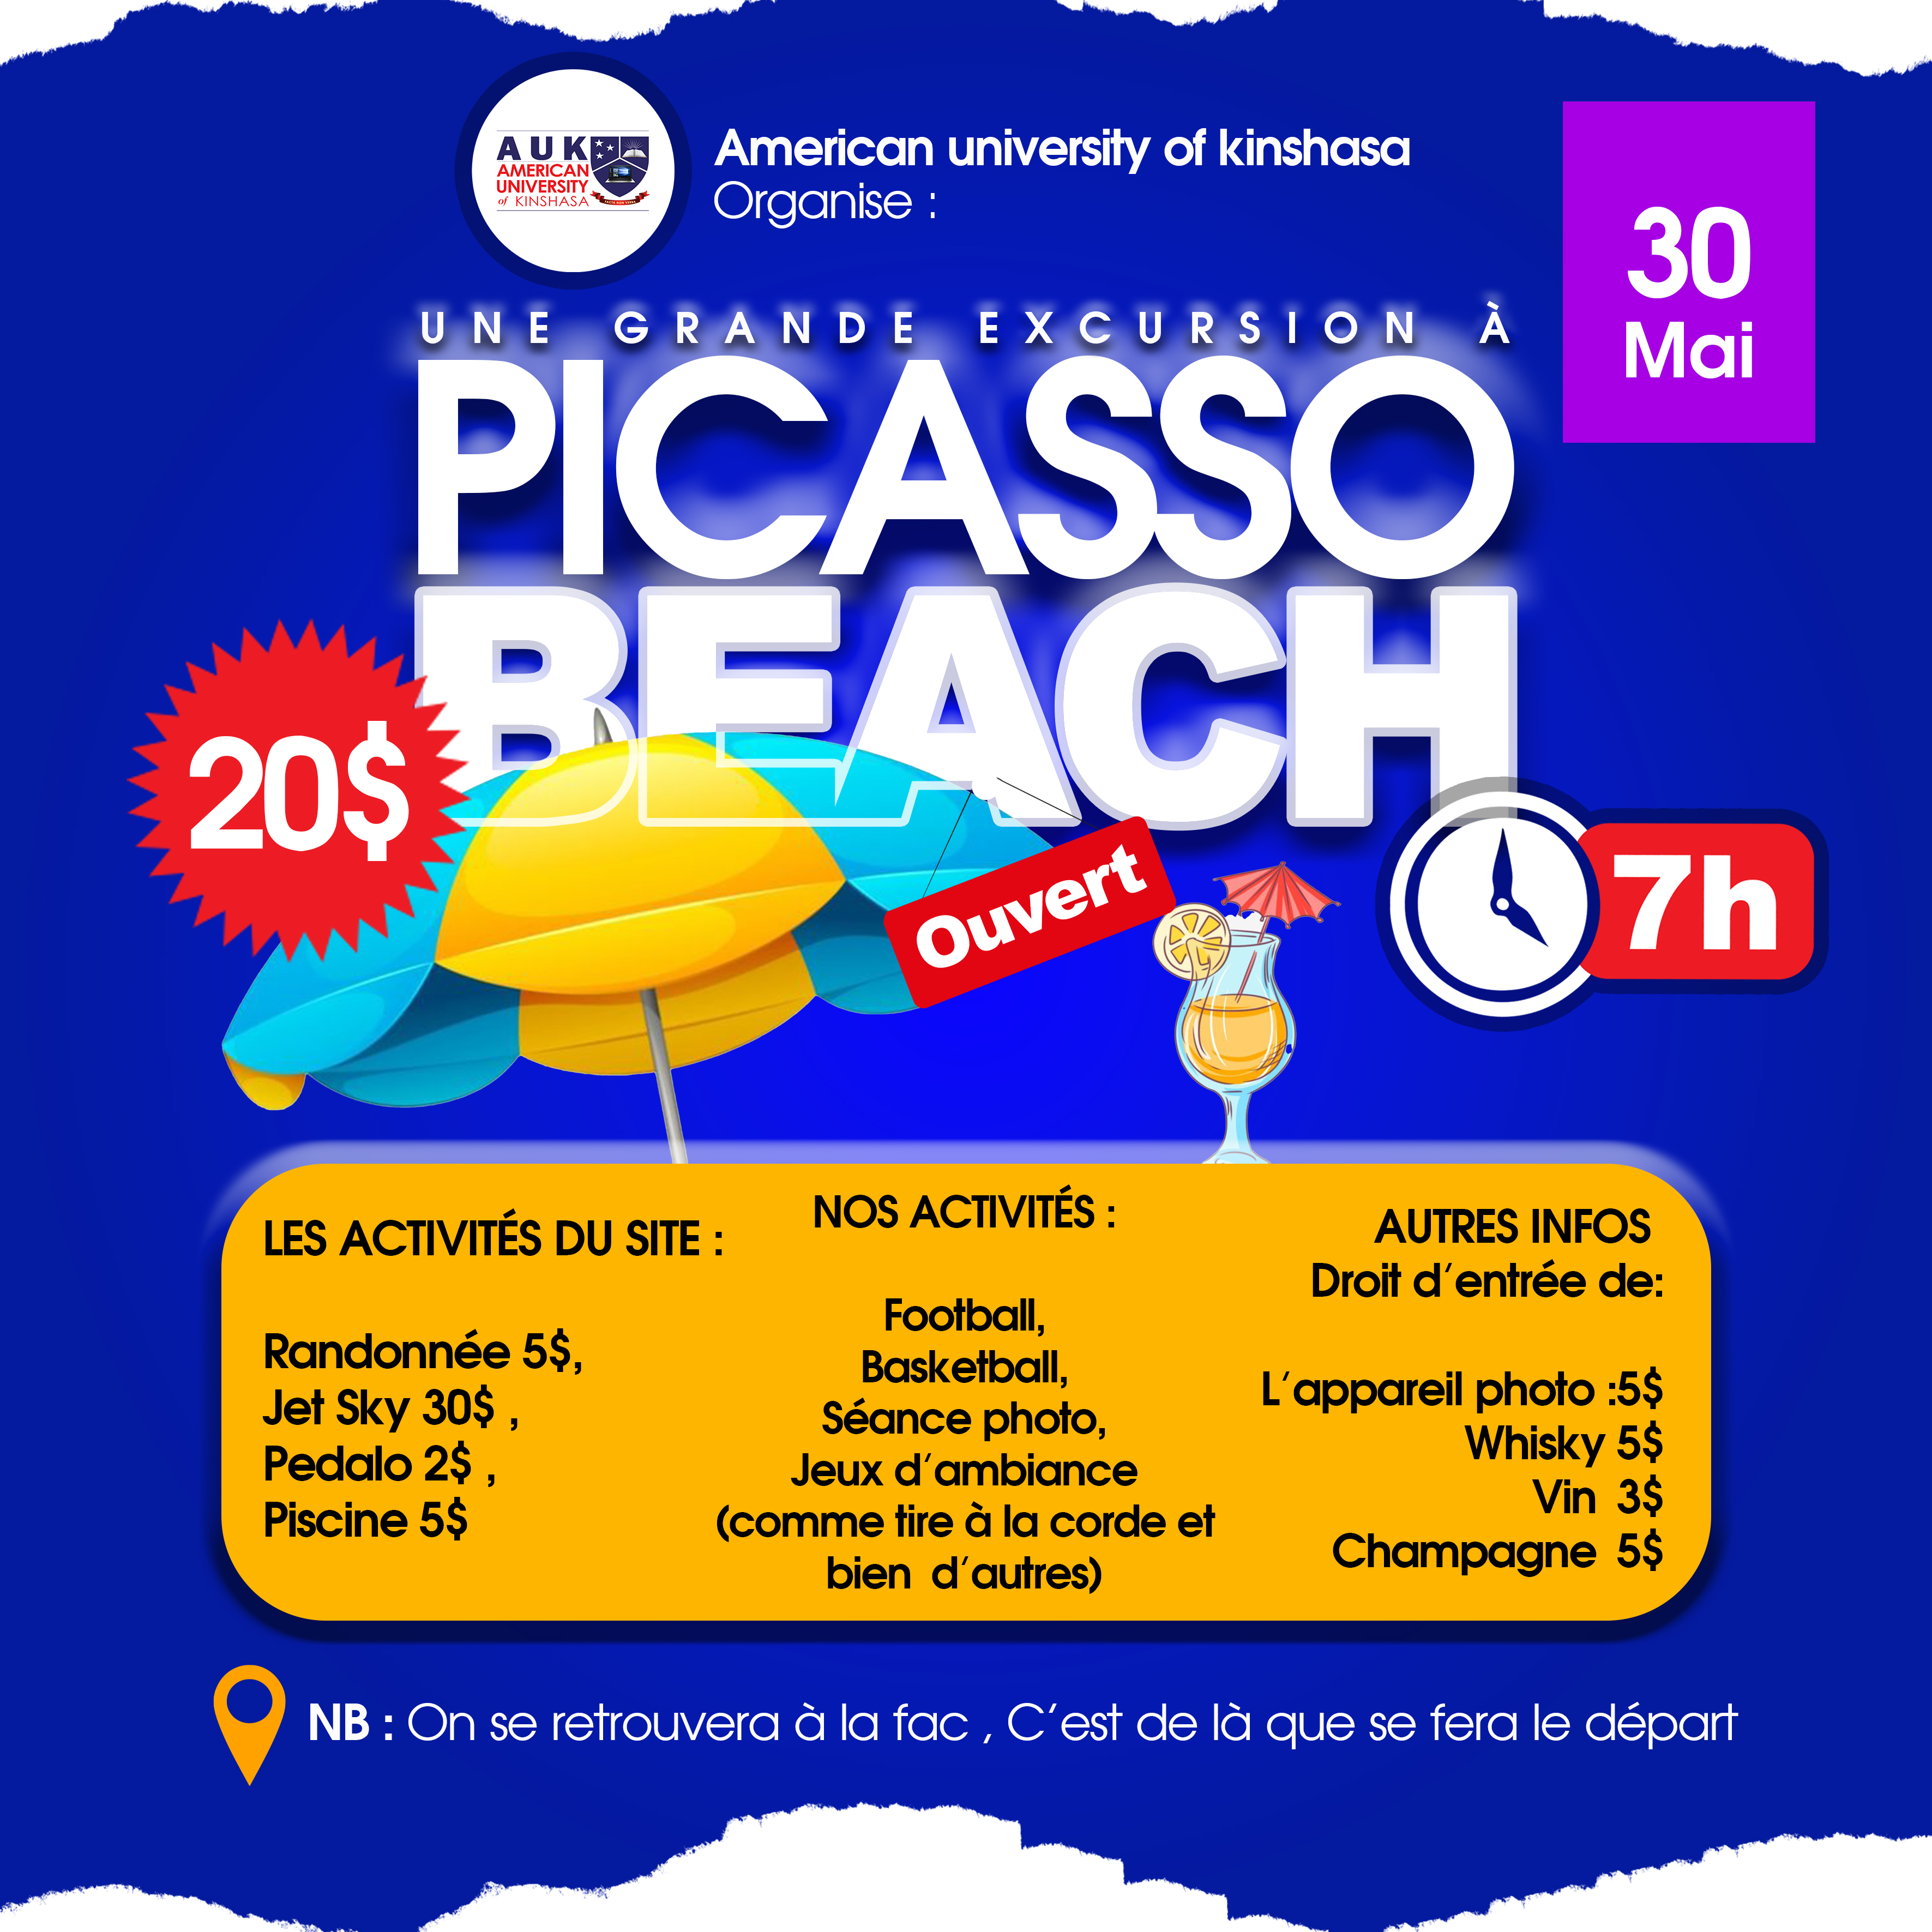 AUK
AMERICAN
UNIVERSITY
of KINSHASA
American university of kinshasa
Organise :
30
Mai
UNE GRANDE EXCURSION À
PICASSO
BEACH
20$
Ouvert
7h
LES ACTIVITÉS DU SITE :
Randonnée 5$,
Jet Sky 30$ ,
Pedalo 2$ ,
Piscine 5$
NOS ACTIVITÉS :
Football,
Basketball,
Séance photo,
Jeux d'ambiance
(comme tire à la corde et
bien d'autres)
AUTRES INFOS
Droit d'entrée de:
L'appareil photo :5$
Whisky 5$
Vin 3$
Champagne 5$
NB : On se retrouvera à la fac , C'est de là que se fera le départ